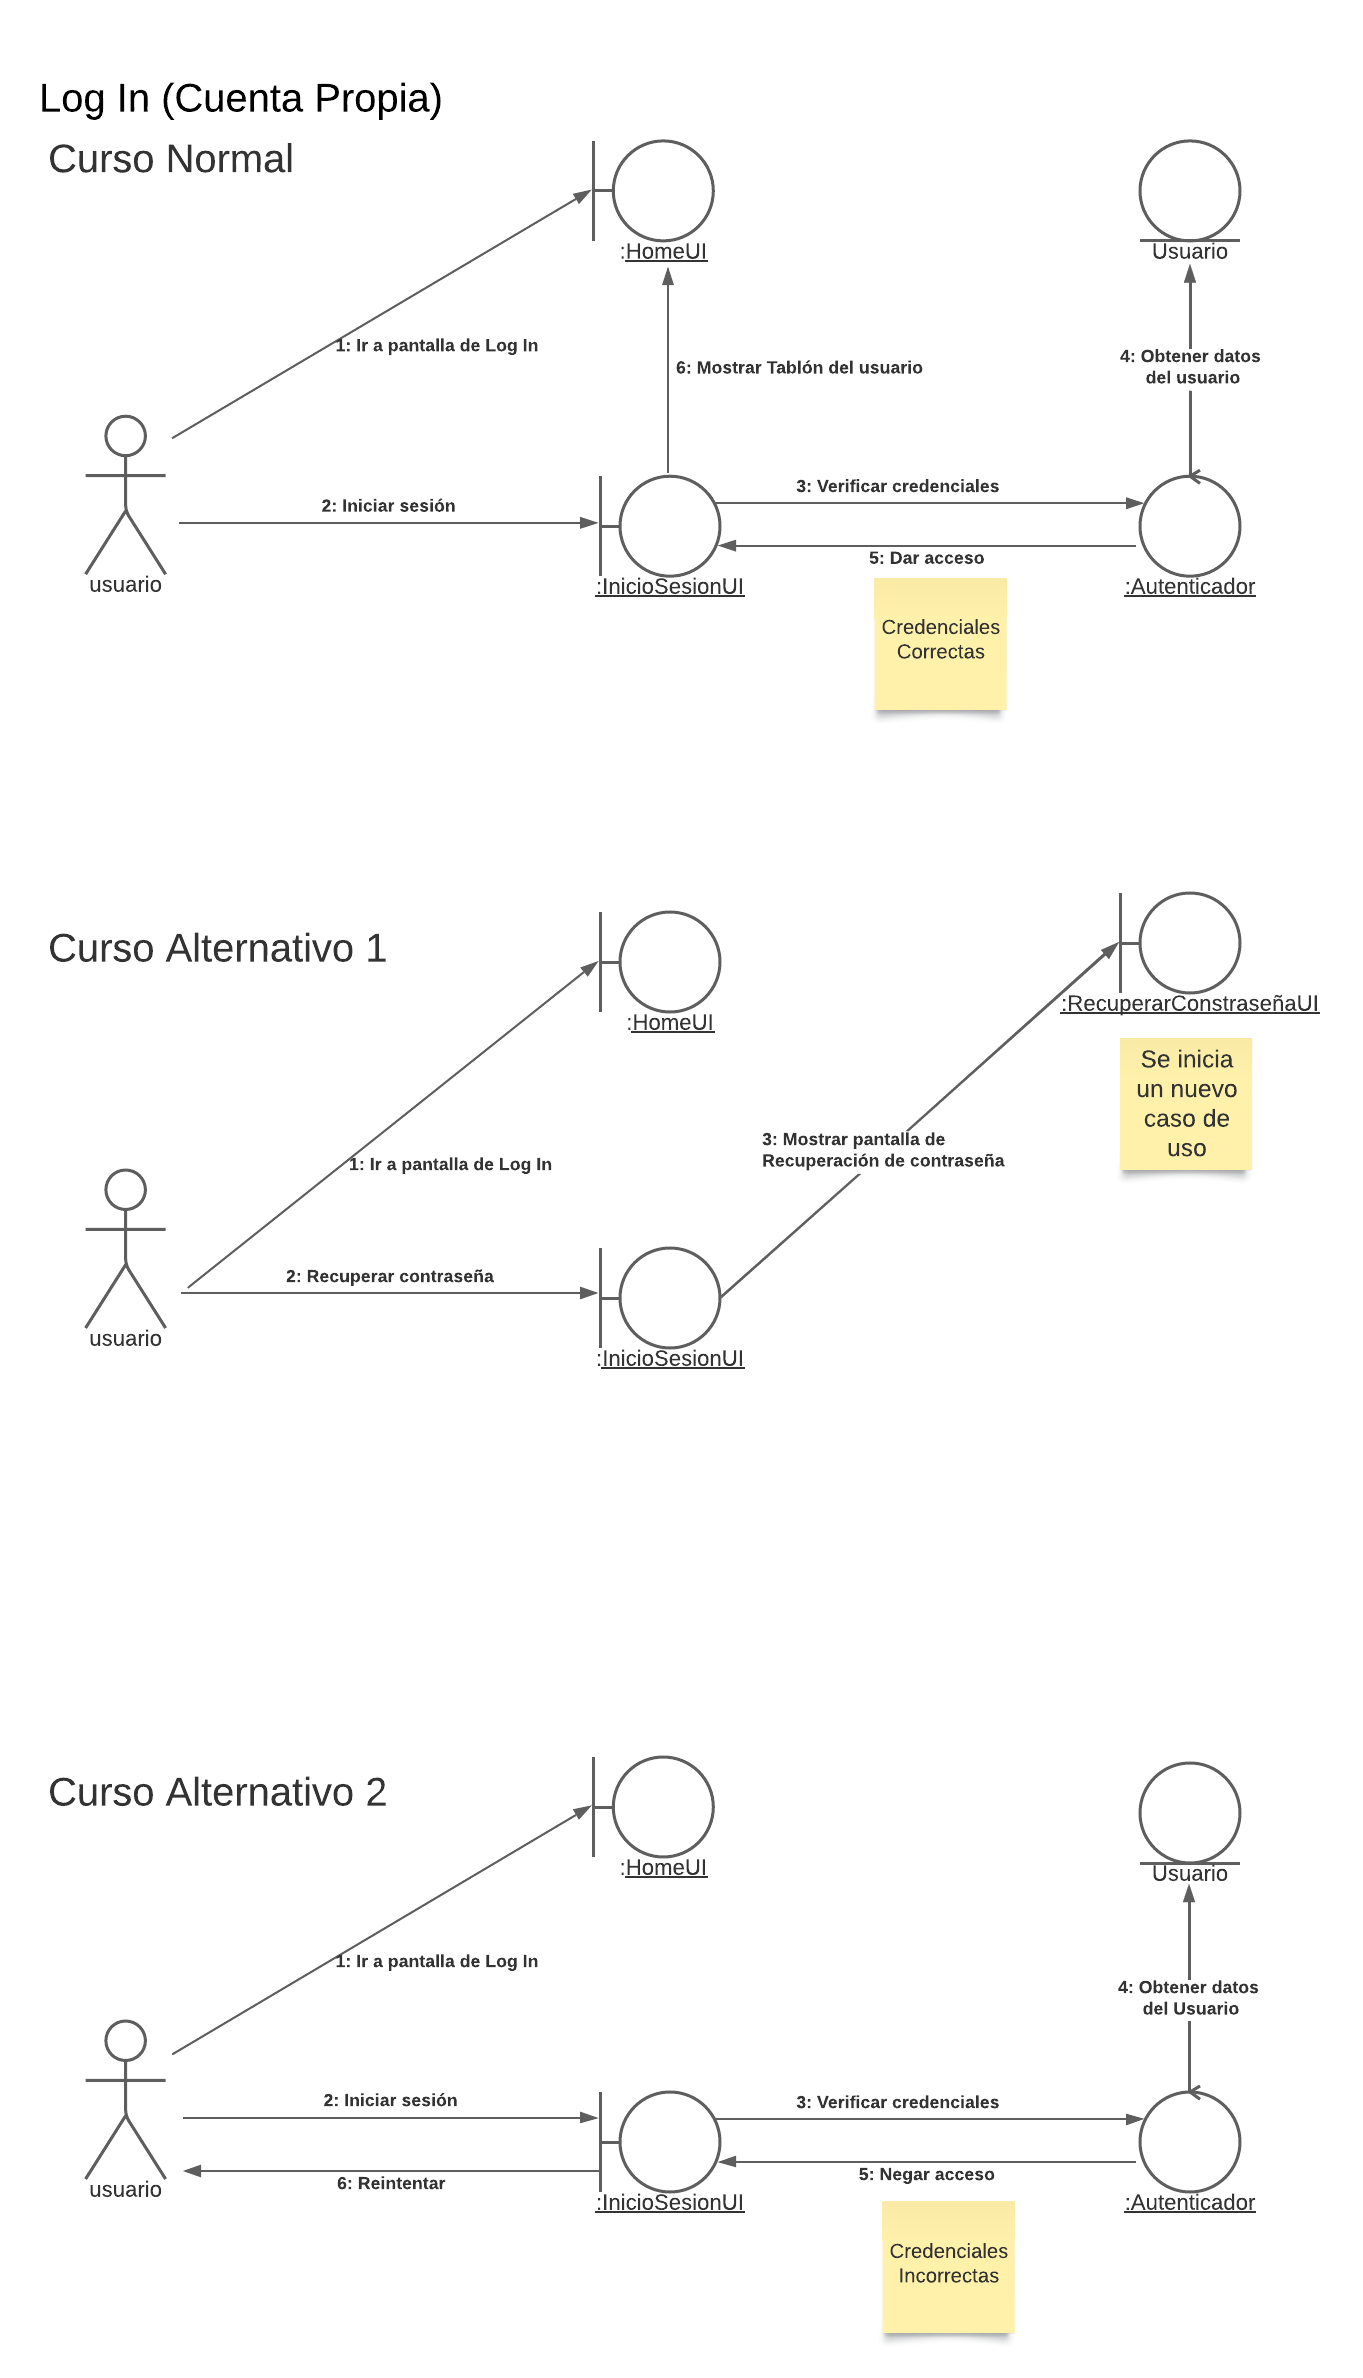 Log In (Cuenta Propia)
Curso Normal
:HomeUI
Usuario
1: Ir a pantalla de Log In
6: Mostrar Tablón del usuario
4: Obtener datos
del usuario
2: Iniciar sesión
3: Verificar credenciales
5: Dar acceso
usuario
:InicioSesionUI
:Autenticador
Credenciales
Correctas
Curso Alternativo 1
:HomeUI
:RecuperarConstraseñaUI
Se inicia
un nuevo
caso de
uso
3: Mostrar pantalla de
Recuperación de contraseña
1: Ir a pantalla de Log In
2: Recuperar contraseña
usuario
:InicioSesionUI
Curso Alternativo 2
:HomeUI
Usuario
1: Ir a pantalla de Log In
4: Obtener datos
del Usuario
2: Iniciar sesión
3: Verificar credenciales
6: Reintentar
5: Negar acceso
usuario
:InicioSesionUI
:Autenticador
Credenciales
Incorrectas